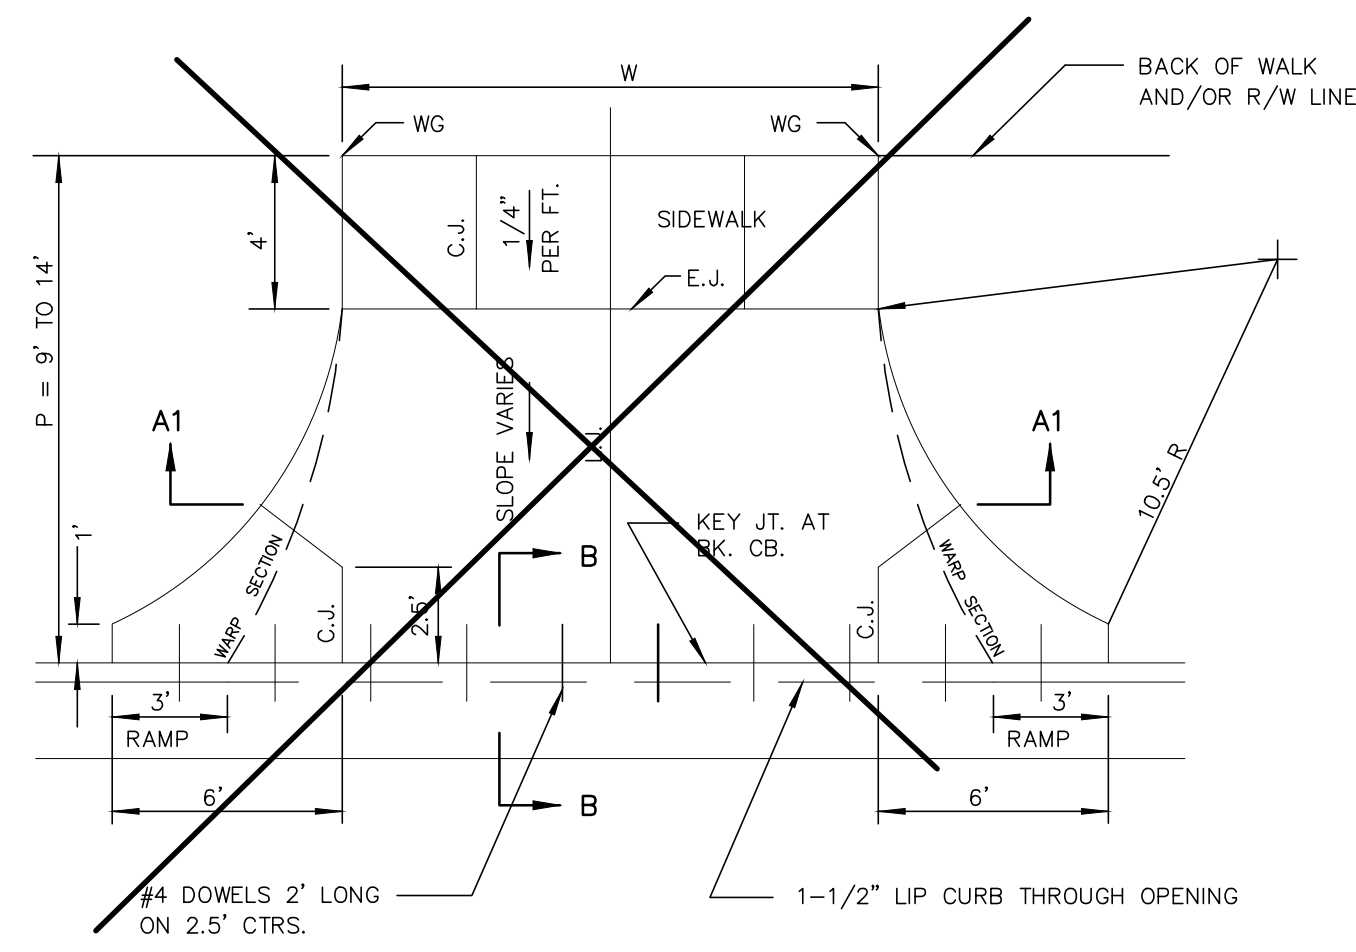 W
BACK OF WALK
AND/OR R/W LINE
WG
WG
4'
C.J.
1/4"
PER FT.
SIDEWALK
E.J.
P = 9' TO 14'
SLOPE VARIES
A1
A1
10.5' R
1'
KEY JT. AT
BK. CB.
B
WARP SECTION
C.J.
2.5'
C.J.
WARP SECTION
3'
RAMP
3'
RAMP
6'
B
6'
#4 DOWELS 2' LONG
ON 2.5' CTRS.
1-1/2" LIP CURB THROUGH OPENING